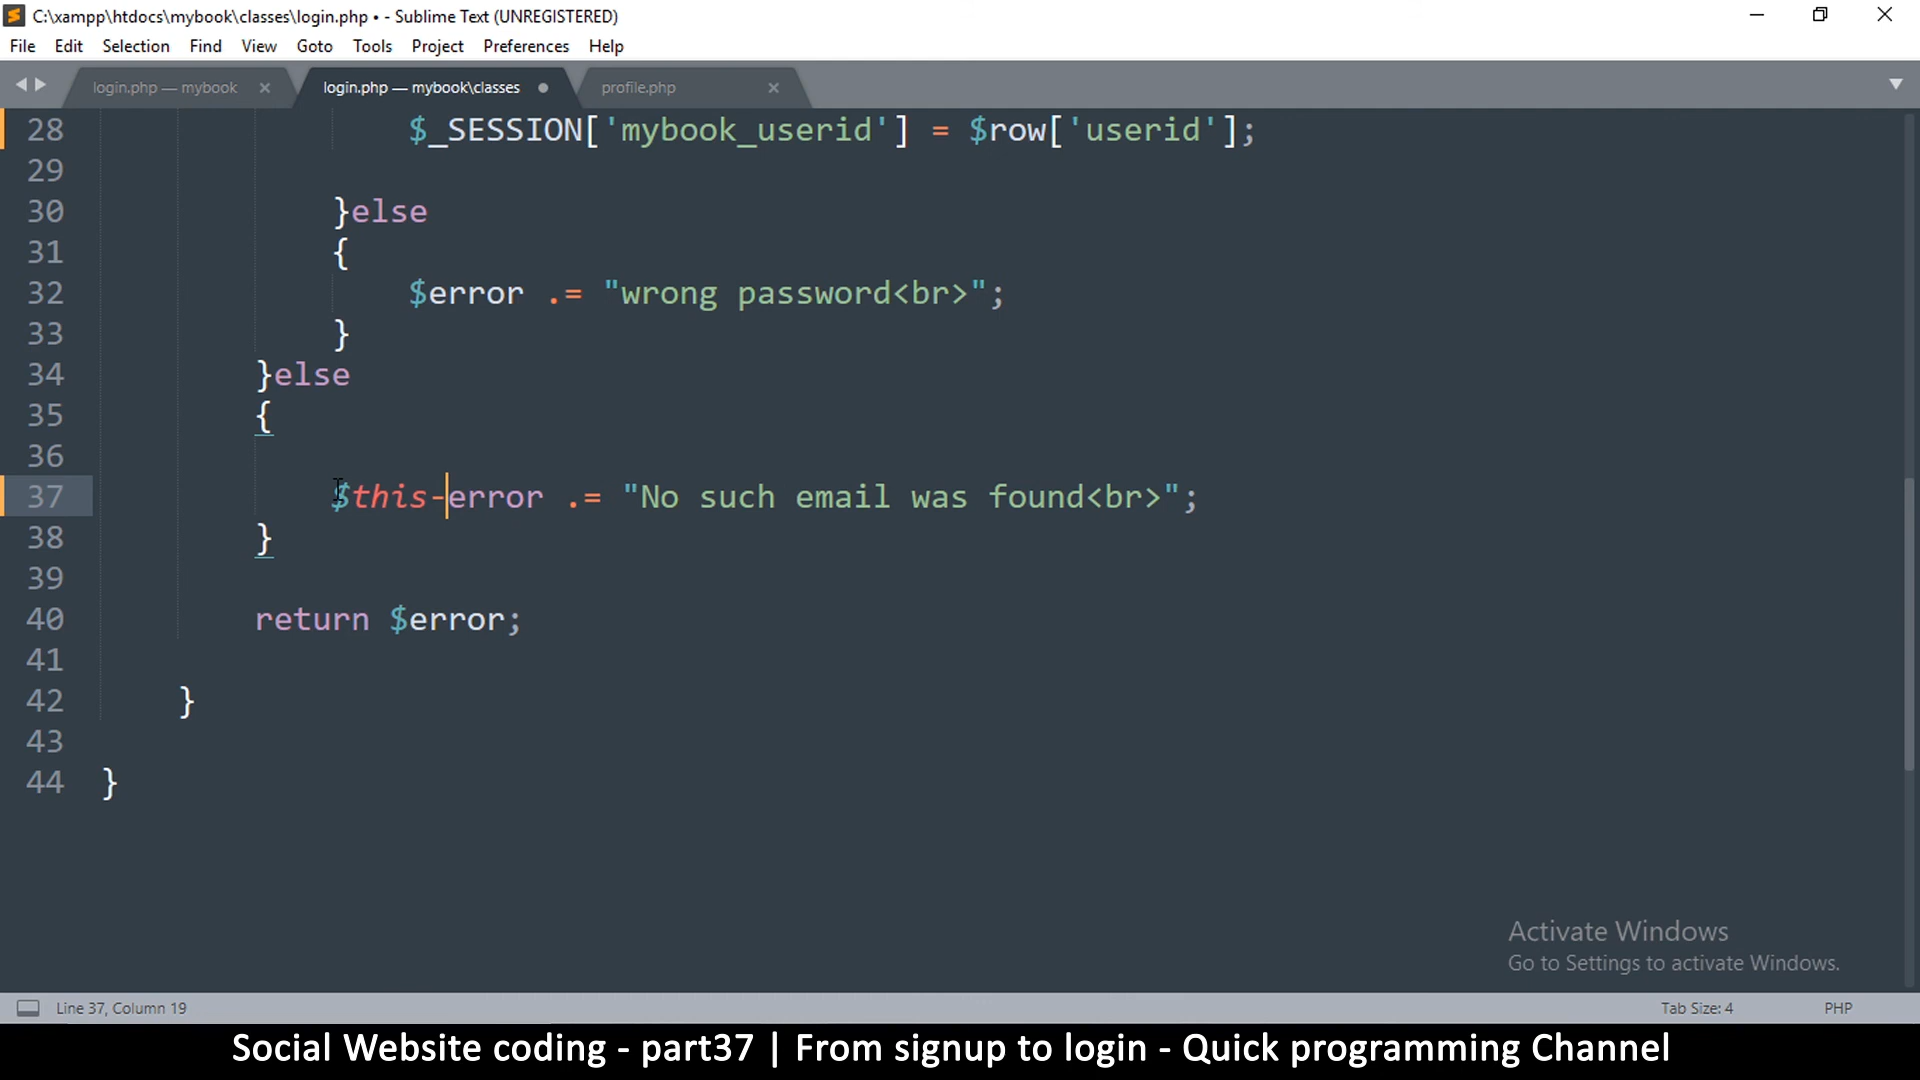 C:\xampp\htdocs\mybook\classes\login.php • - Sublime Text (UNREGISTERED)
File Edit Selection Find View Goto Tools Project Preferences Help
login.php — mybook × login.php — mybook\classes profile.php ×
28 $_SESSION['mybook_userid'] = $row['userid'];
29
30 }else
31 {
32 $error .= "wrong password<br>";
33 }
34 }else
35 {
36
37 $this-error .= "No such email was found<br>";
38 }
39
40 return $error;
41
42 }
43
44 }
Activate Windows
Go to Settings to activate Windows.
Line 37, Column 19 Tab Size: 4 PHP
Social Website coding - part37 | From signup to login - Quick programming Channel